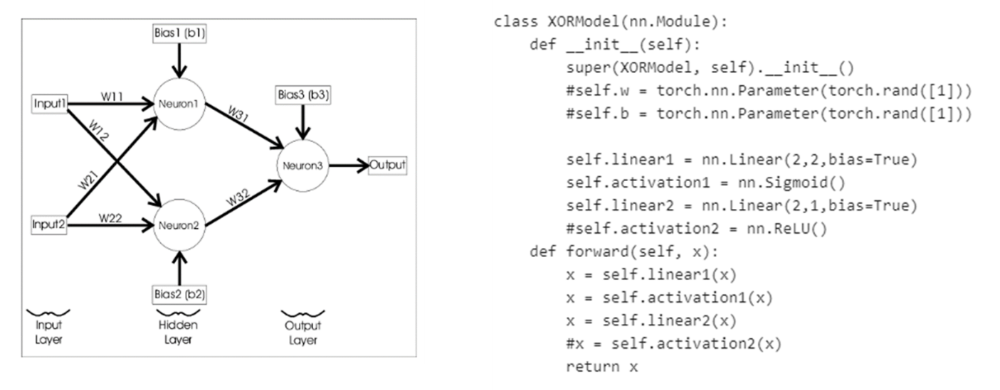 Bias1 (b1)
Bias3 (b3)
Input1
W11
Neuron1
W31
W12
Neuron3
Output
W21
W32
Input2
W22
Neuron2
Bias2 (b2)
Input
Layer
Hidden
Layer
Output
Layer
class XORModel(nn.Module):
    def __init__(self):
        super(XORModel, self).__init__()
        #self.w = torch.nn.Parameter(torch.rand([1]))
        #self.b = torch.nn.Parameter(torch.rand([1]))

        self.linear1 = nn.Linear(2,2,bias=True)
        self.activation1 = nn.Sigmoid()
        self.linear2 = nn.Linear(2,1,bias=True)
        #self.activation2 = nn.ReLU()
    def forward(self, x):
        x = self.linear1(x)
        x = self.activation1(x)
        x = self.linear2(x)
        #x = self.activation2(x)
        return x